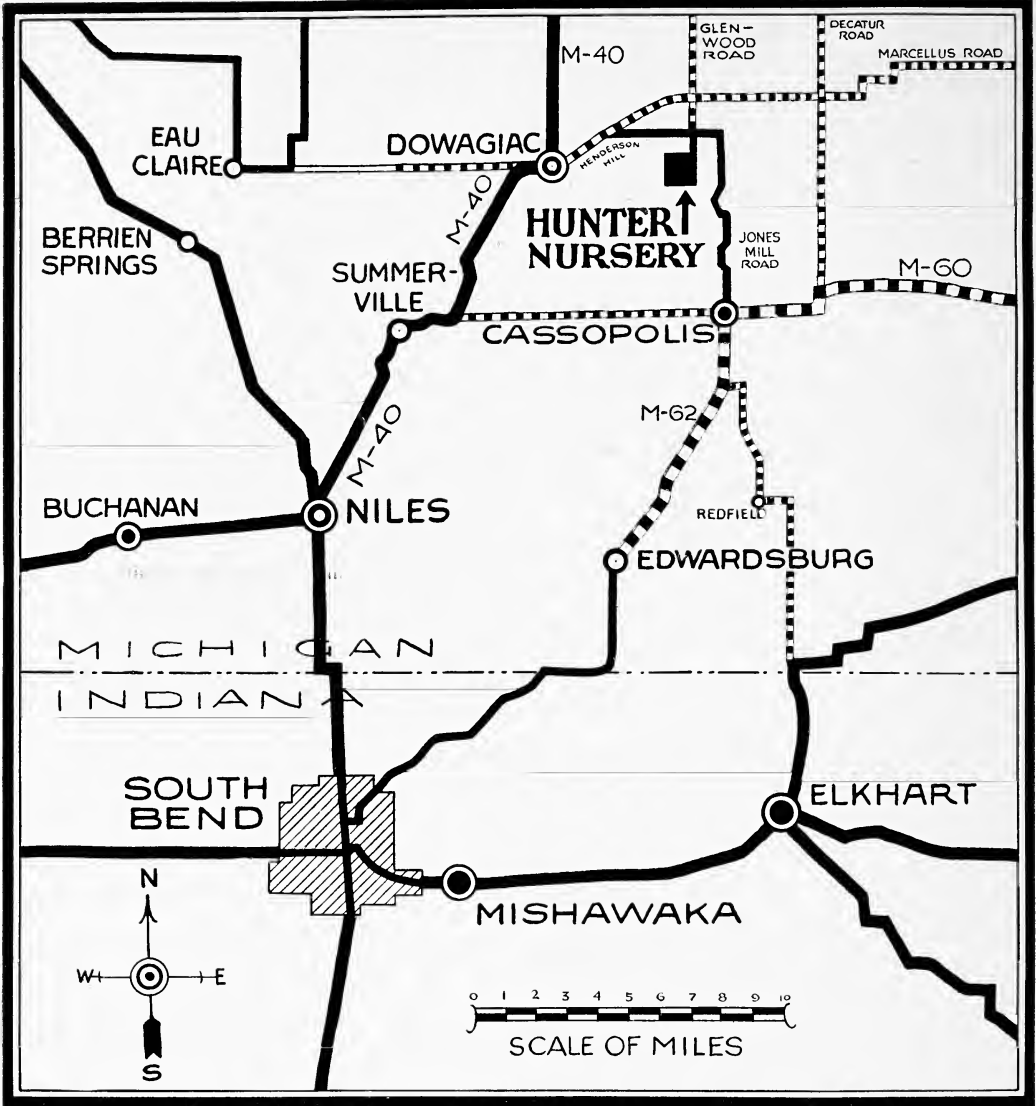 GLEN-
WOOD
ROAD
DECATUR
ROAD
MARCELLUS ROAD
M-40
EAU
CLAIRE
DOWAGIAC
HENDERSON
HILL
M-40
HUNTER
NURSERY
JONES
MILL
ROAD
BERRIEN
SPRINGS
SUMMER-
VILLE
M-60
CASSOPOLIS
M-40
M-62
BUCHANAN
NILES
REDFIELD
EDWARDSBURG
MICHIGAN
INDIANA
SOUTH
BEND
ELKHART
MISHAWAKA
N
W E
S
0 1 2 3 4 5 6 7 8 9 10
SCALE OF MILES